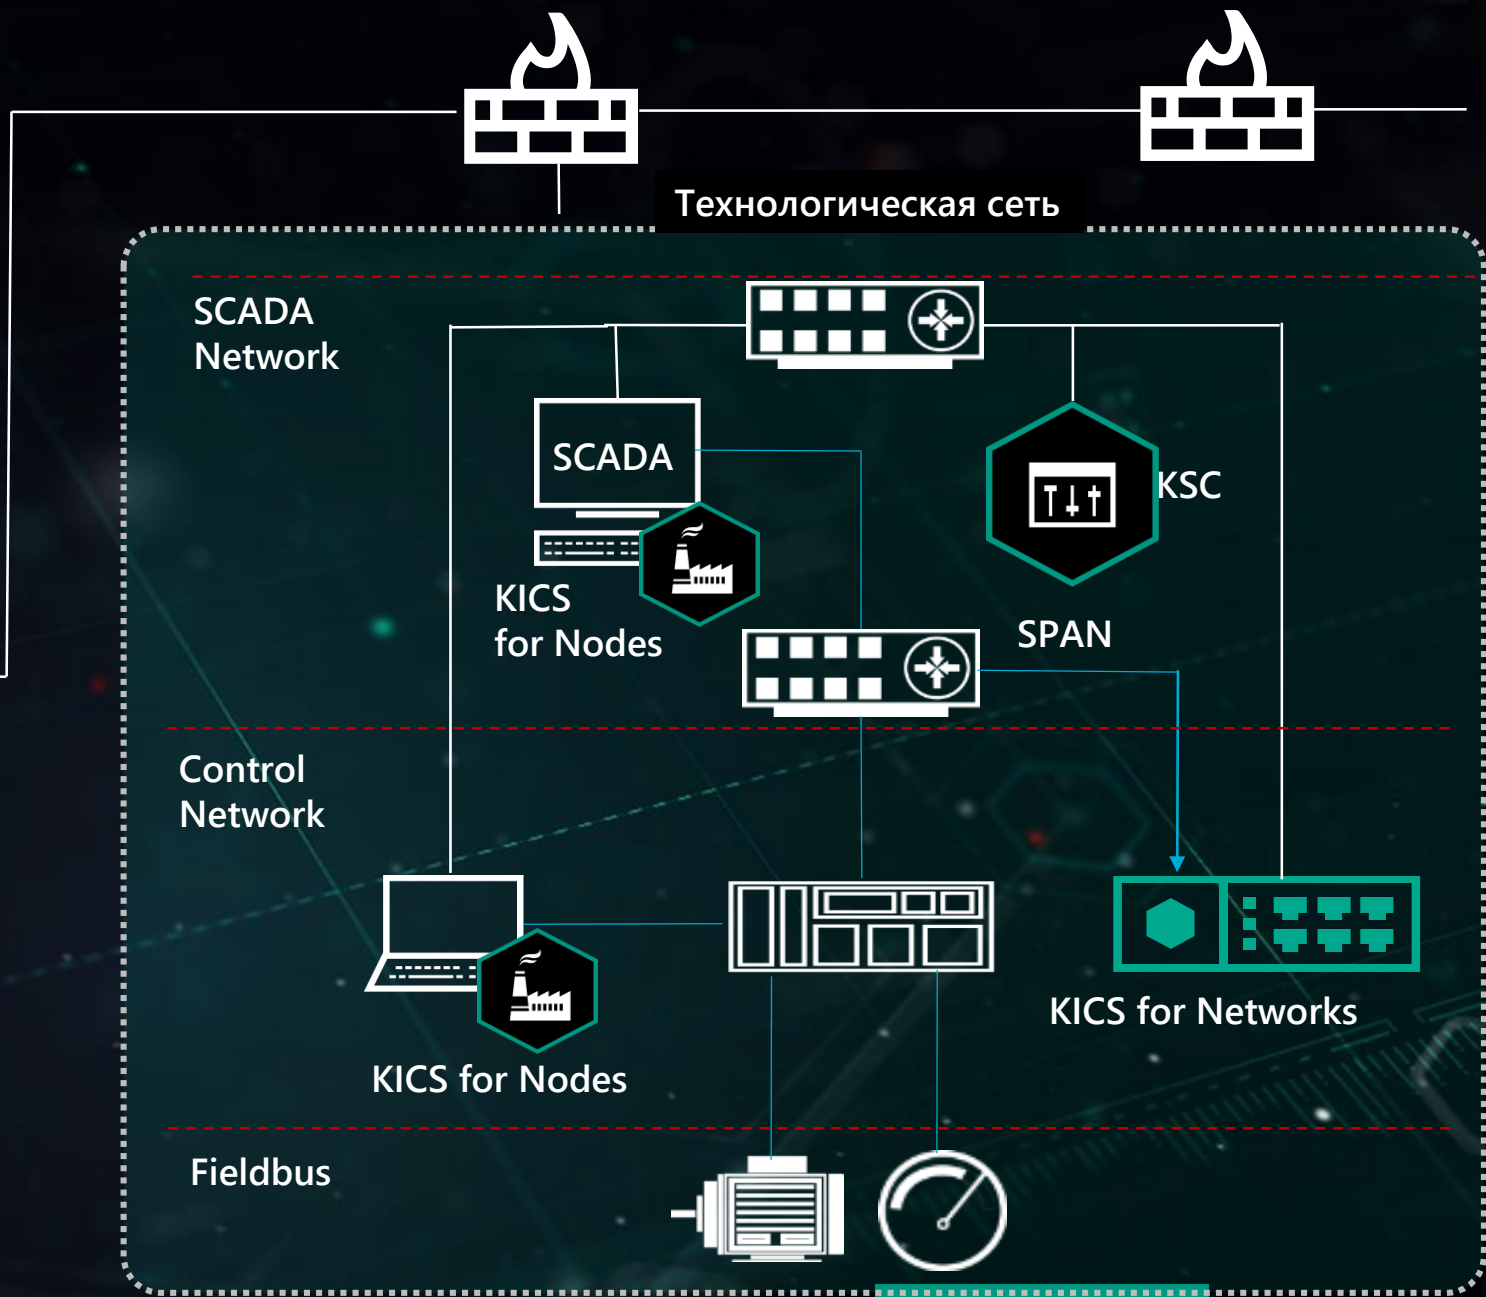 Технологическая сеть
SCADA
Network
SCADA
KSC
KICS
for Nodes
SPAN
Control
Network
KICS for Networks
KICS for Nodes
Fieldbus